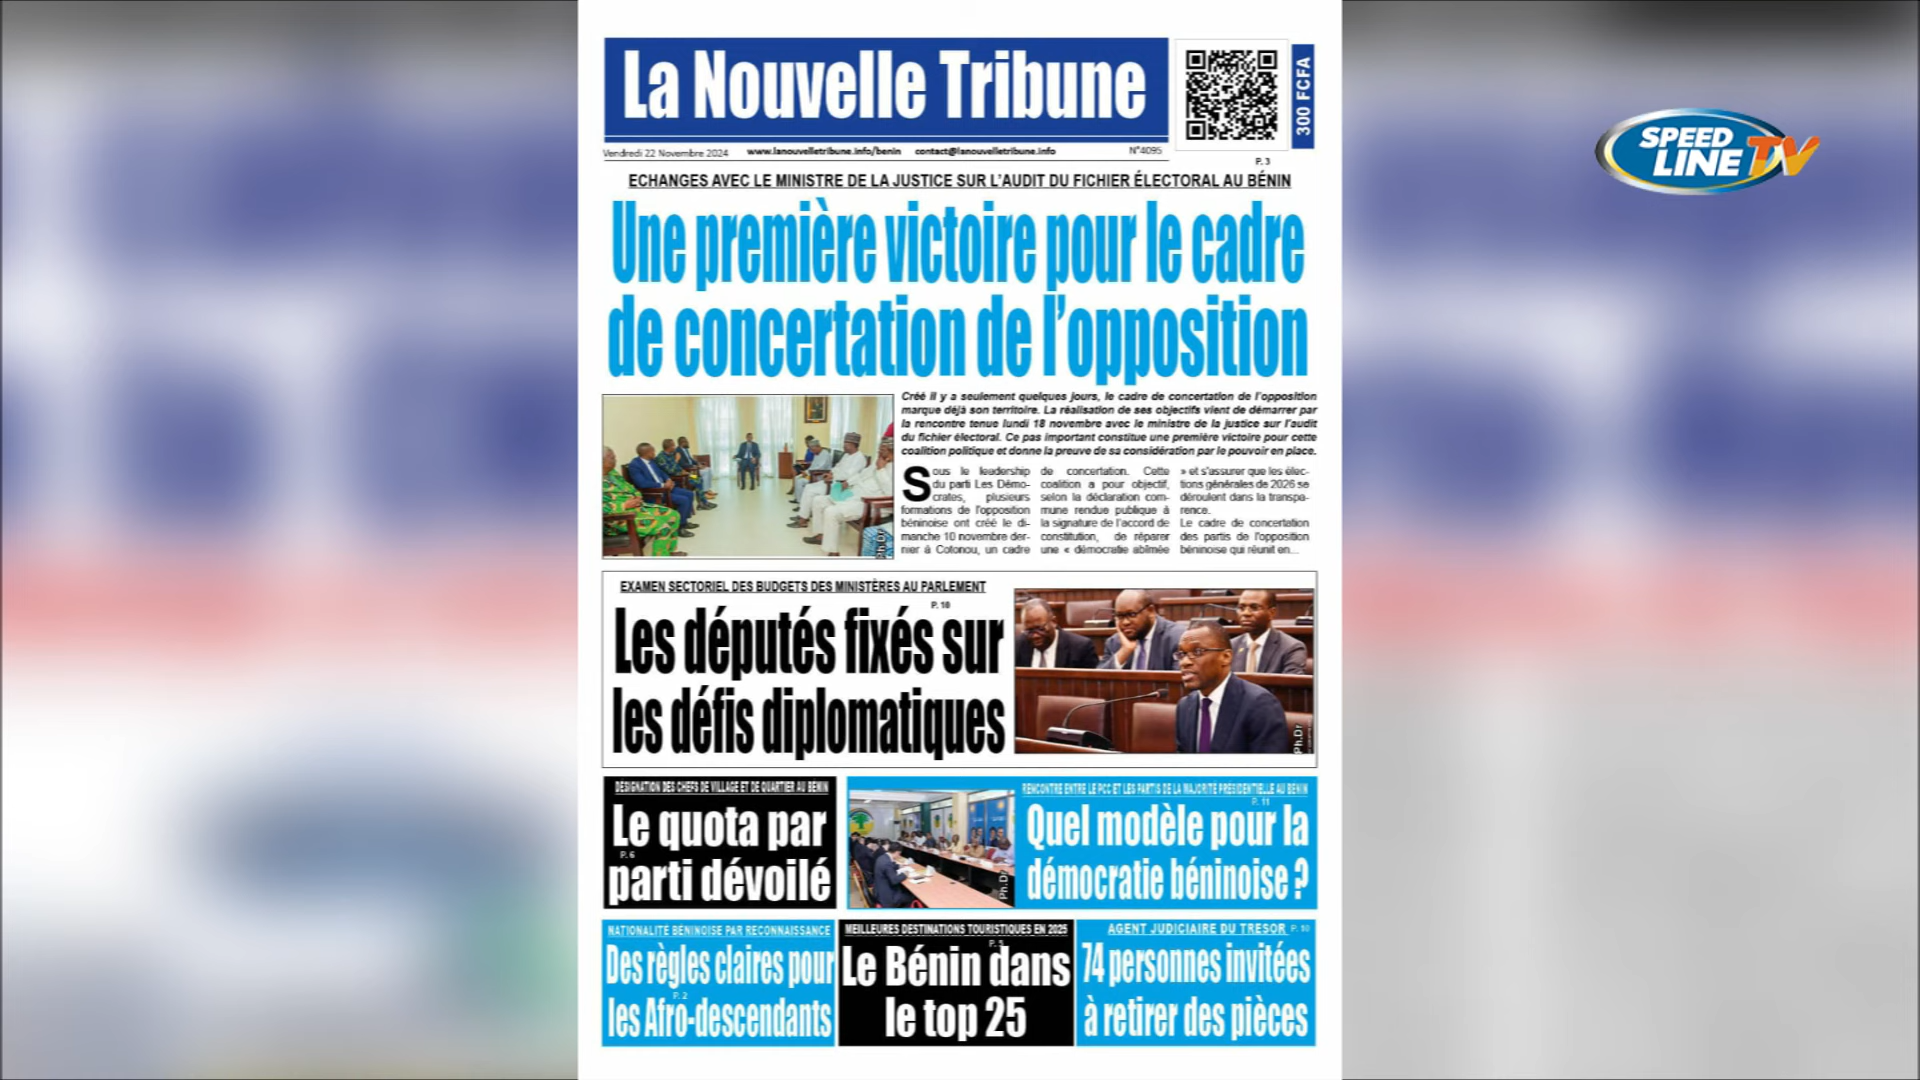 La Nouvelle Tribune
300 FCFA
SPEED
LINE TV
Vendredi 22 Novembre 2024 www.lanouvelletribune.info/benin contact@lanouvelletribune.info N°4095
P. 3
ECHANGES AVEC LE MINISTRE DE LA JUSTICE SUR L'AUDIT DU FICHIER ÉLECTORAL AU BÉNIN
Une première victoire pour le cadre
de concertation de l'opposition
Créé il y a seulement quelques jours, le cadre de concertation de l'opposition
marque déjà son territoire. La réalisation de ses objectifs vient de démarrer par
la rencontre tenue lundi 18 novembre avec le ministre de la justice sur l'audit
du fichier électoral. Ce pas important constitue une première victoire pour cette
coalition politique et donne la preuve de sa considération par le pouvoir en place.
Sous le leadership
du parti Les Démo-
crates, plusieurs
formations de l'opposition
béninoise ont créé le di-
manche 10 novembre der-
nier à Cotonou, un cadre
de concertation. Cette
coalition a pour objectif,
selon la déclaration com-
mune rendue publique à
la signature de l'accord de
constitution, de réparer
une « démocratie abîmée
» et s'assurer que les élec-
tions générales de 2026 se
déroulent dans la transpa-
rence.
Le cadre de concertation
des partis de l'opposition
béninoise qui réunit en...
Ph.Dr
EXAMEN SECTORIEL DES BUDGETS DES MINISTÈRES AU PARLEMENT
P. 10
Les députés fixés sur
les défis diplomatiques
Ph.Dr
DÉSIGNATION DES CHEFS DE VILLAGE ET DE QUARTIER AU BÉNIN
Le quota par
P. 6
parti dévoilé
Ph.Dr
RENCONTRE ENTRE LE PCC ET LES PARTIS DE LA MAJORITÉ PRÉSIDENTIELLE AU BÉNIN
P. 11
Quel modèle pour la
démocratie béninoise ?
NATIONALITÉ BÉNINOISE PAR RECONNAISSANCE
Des règles claires pour
P. 2
les Afro-descendants
MEILLEURES DESTINATIONS TOURISTIQUES EN 2025
P. 5
Le Bénin dans
le top 25
AGENT JUDICIAIRE DU TRESOR P. 10
74 personnes invitées
à retirer des pièces